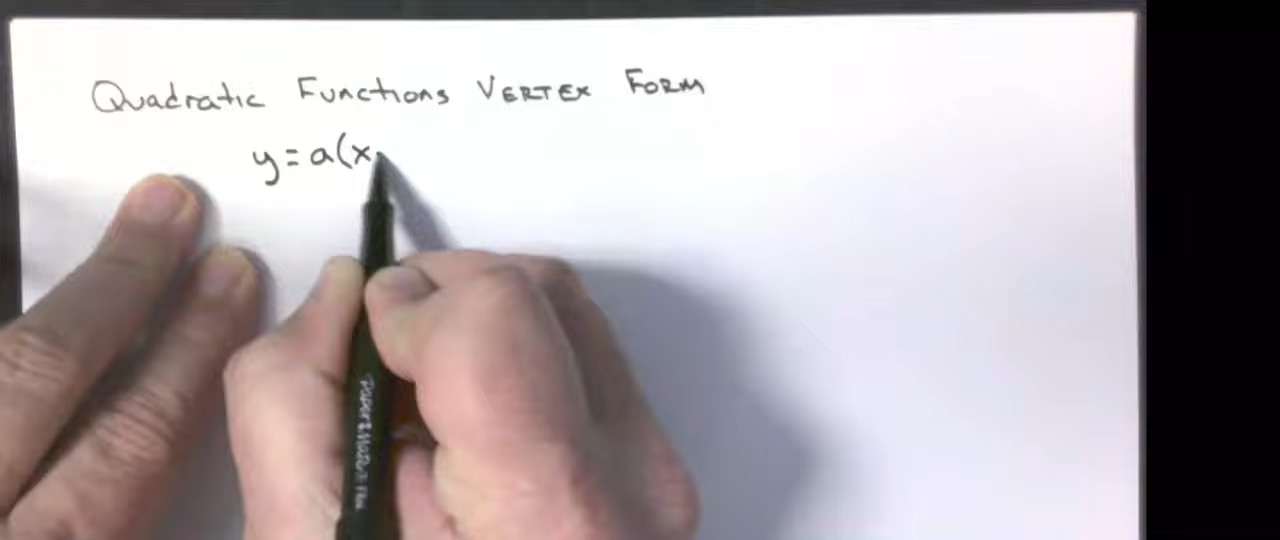 Quadratic Functions VERTEX FORM
y = a(x